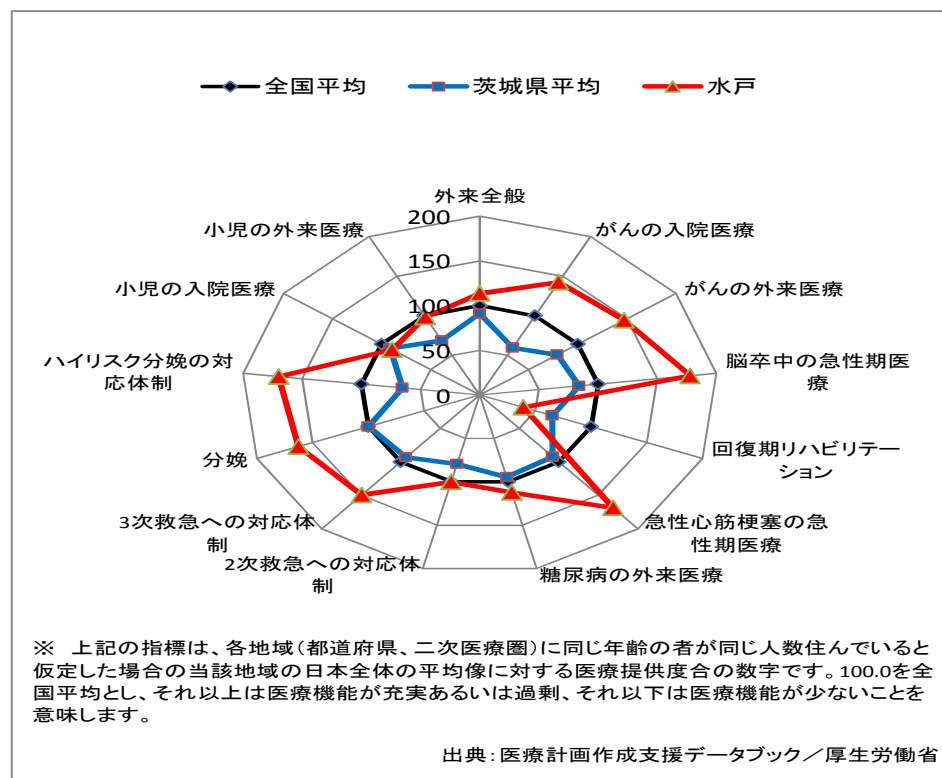 全国平均 茨城県平均 水戸
外来全般
がんの入院医療
がんの外来医療
脳卒中の急性期医
療
回復期リハビリテー
ション
急性心筋梗塞の急
性期医療
糖尿病の外来医療
2次救急への対応体
制
3次救急への対応体
制
分娩
ハイリスク分娩の対
応体制
小児の入院医療
小児の外来医療
200
150
100
50
0
※ 上記の指標は、各地域(都道府県、二次医療圏)に同じ年齢の者が同じ人数住んでいると
仮定した場合の当該地域の日本全体の平均像に対する医療提供度合の数字です。100.0を全
国平均とし、それ以上は医療機能が充実あるいは過剰、それ以下は医療機能が少ないことを
意味します。
出典:医療計画作成支援データブック/厚生労働省